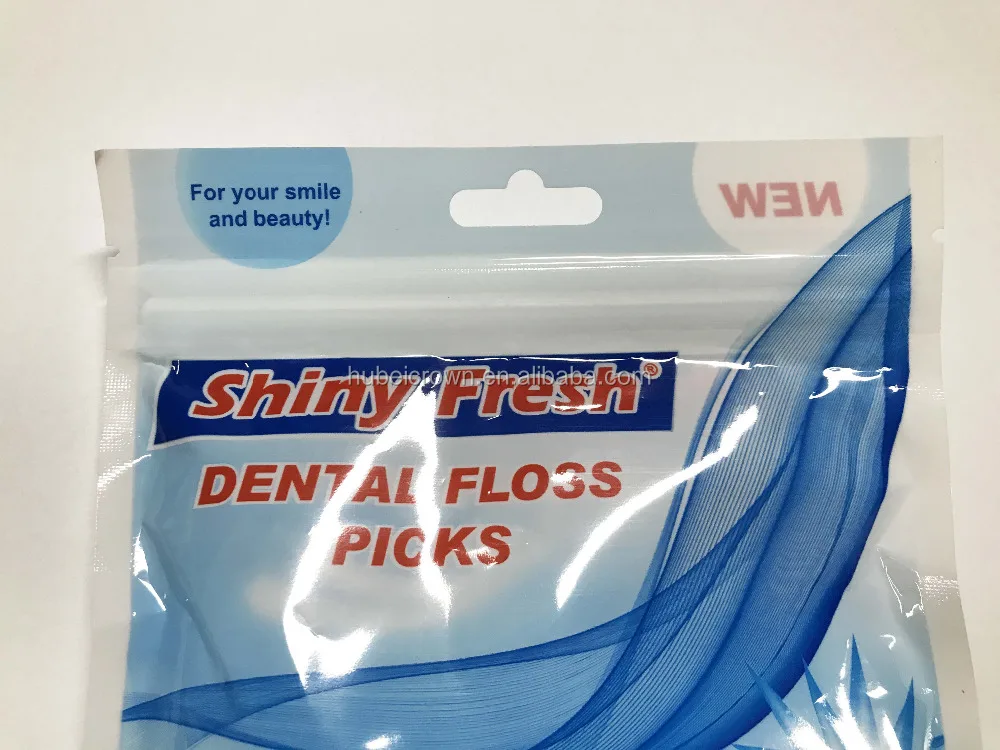 For your smile
and beauty!
NEW
hubeicrown.en.alibaba.com
Shiny Fresh®
DENTAL FLOSS
PICKS